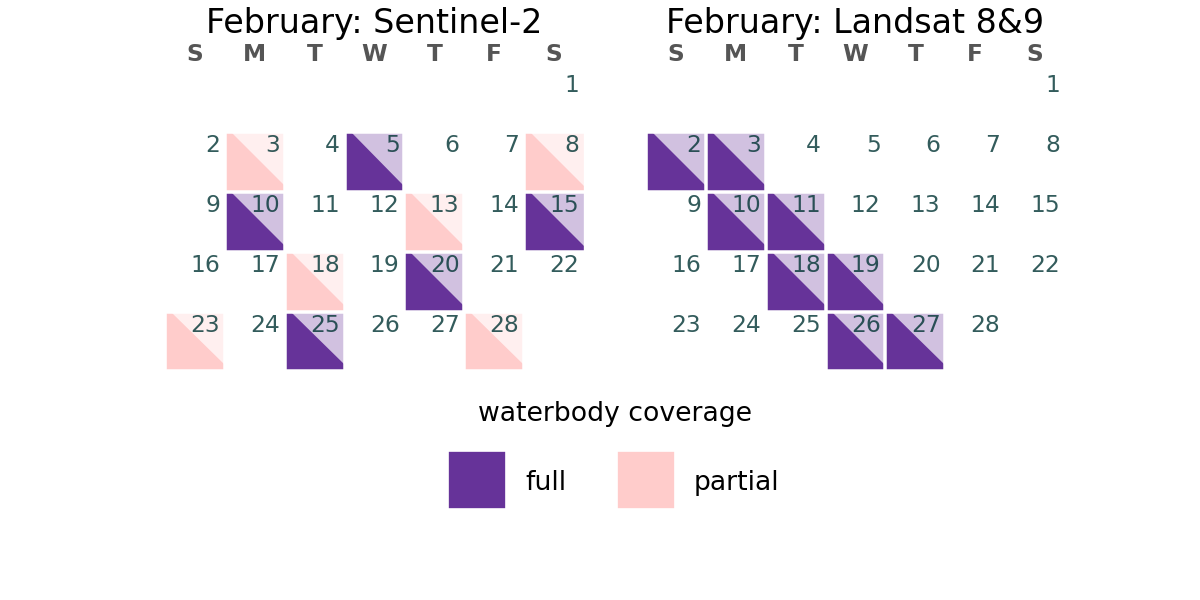 February: Sentinel-2
S M T W T F S
1
2 3 4 5 6 7 8
9 10 11 12 13 14 15
16 17 18 19 20 21 22
23 24 25 26 27 28
February: Landsat 8&9
S M T W T F S
1
2 3 4 5 6 7 8
9 10 11 12 13 14 15
16 17 18 19 20 21 22
23 24 25 26 27 28
waterbody coverage
full partial